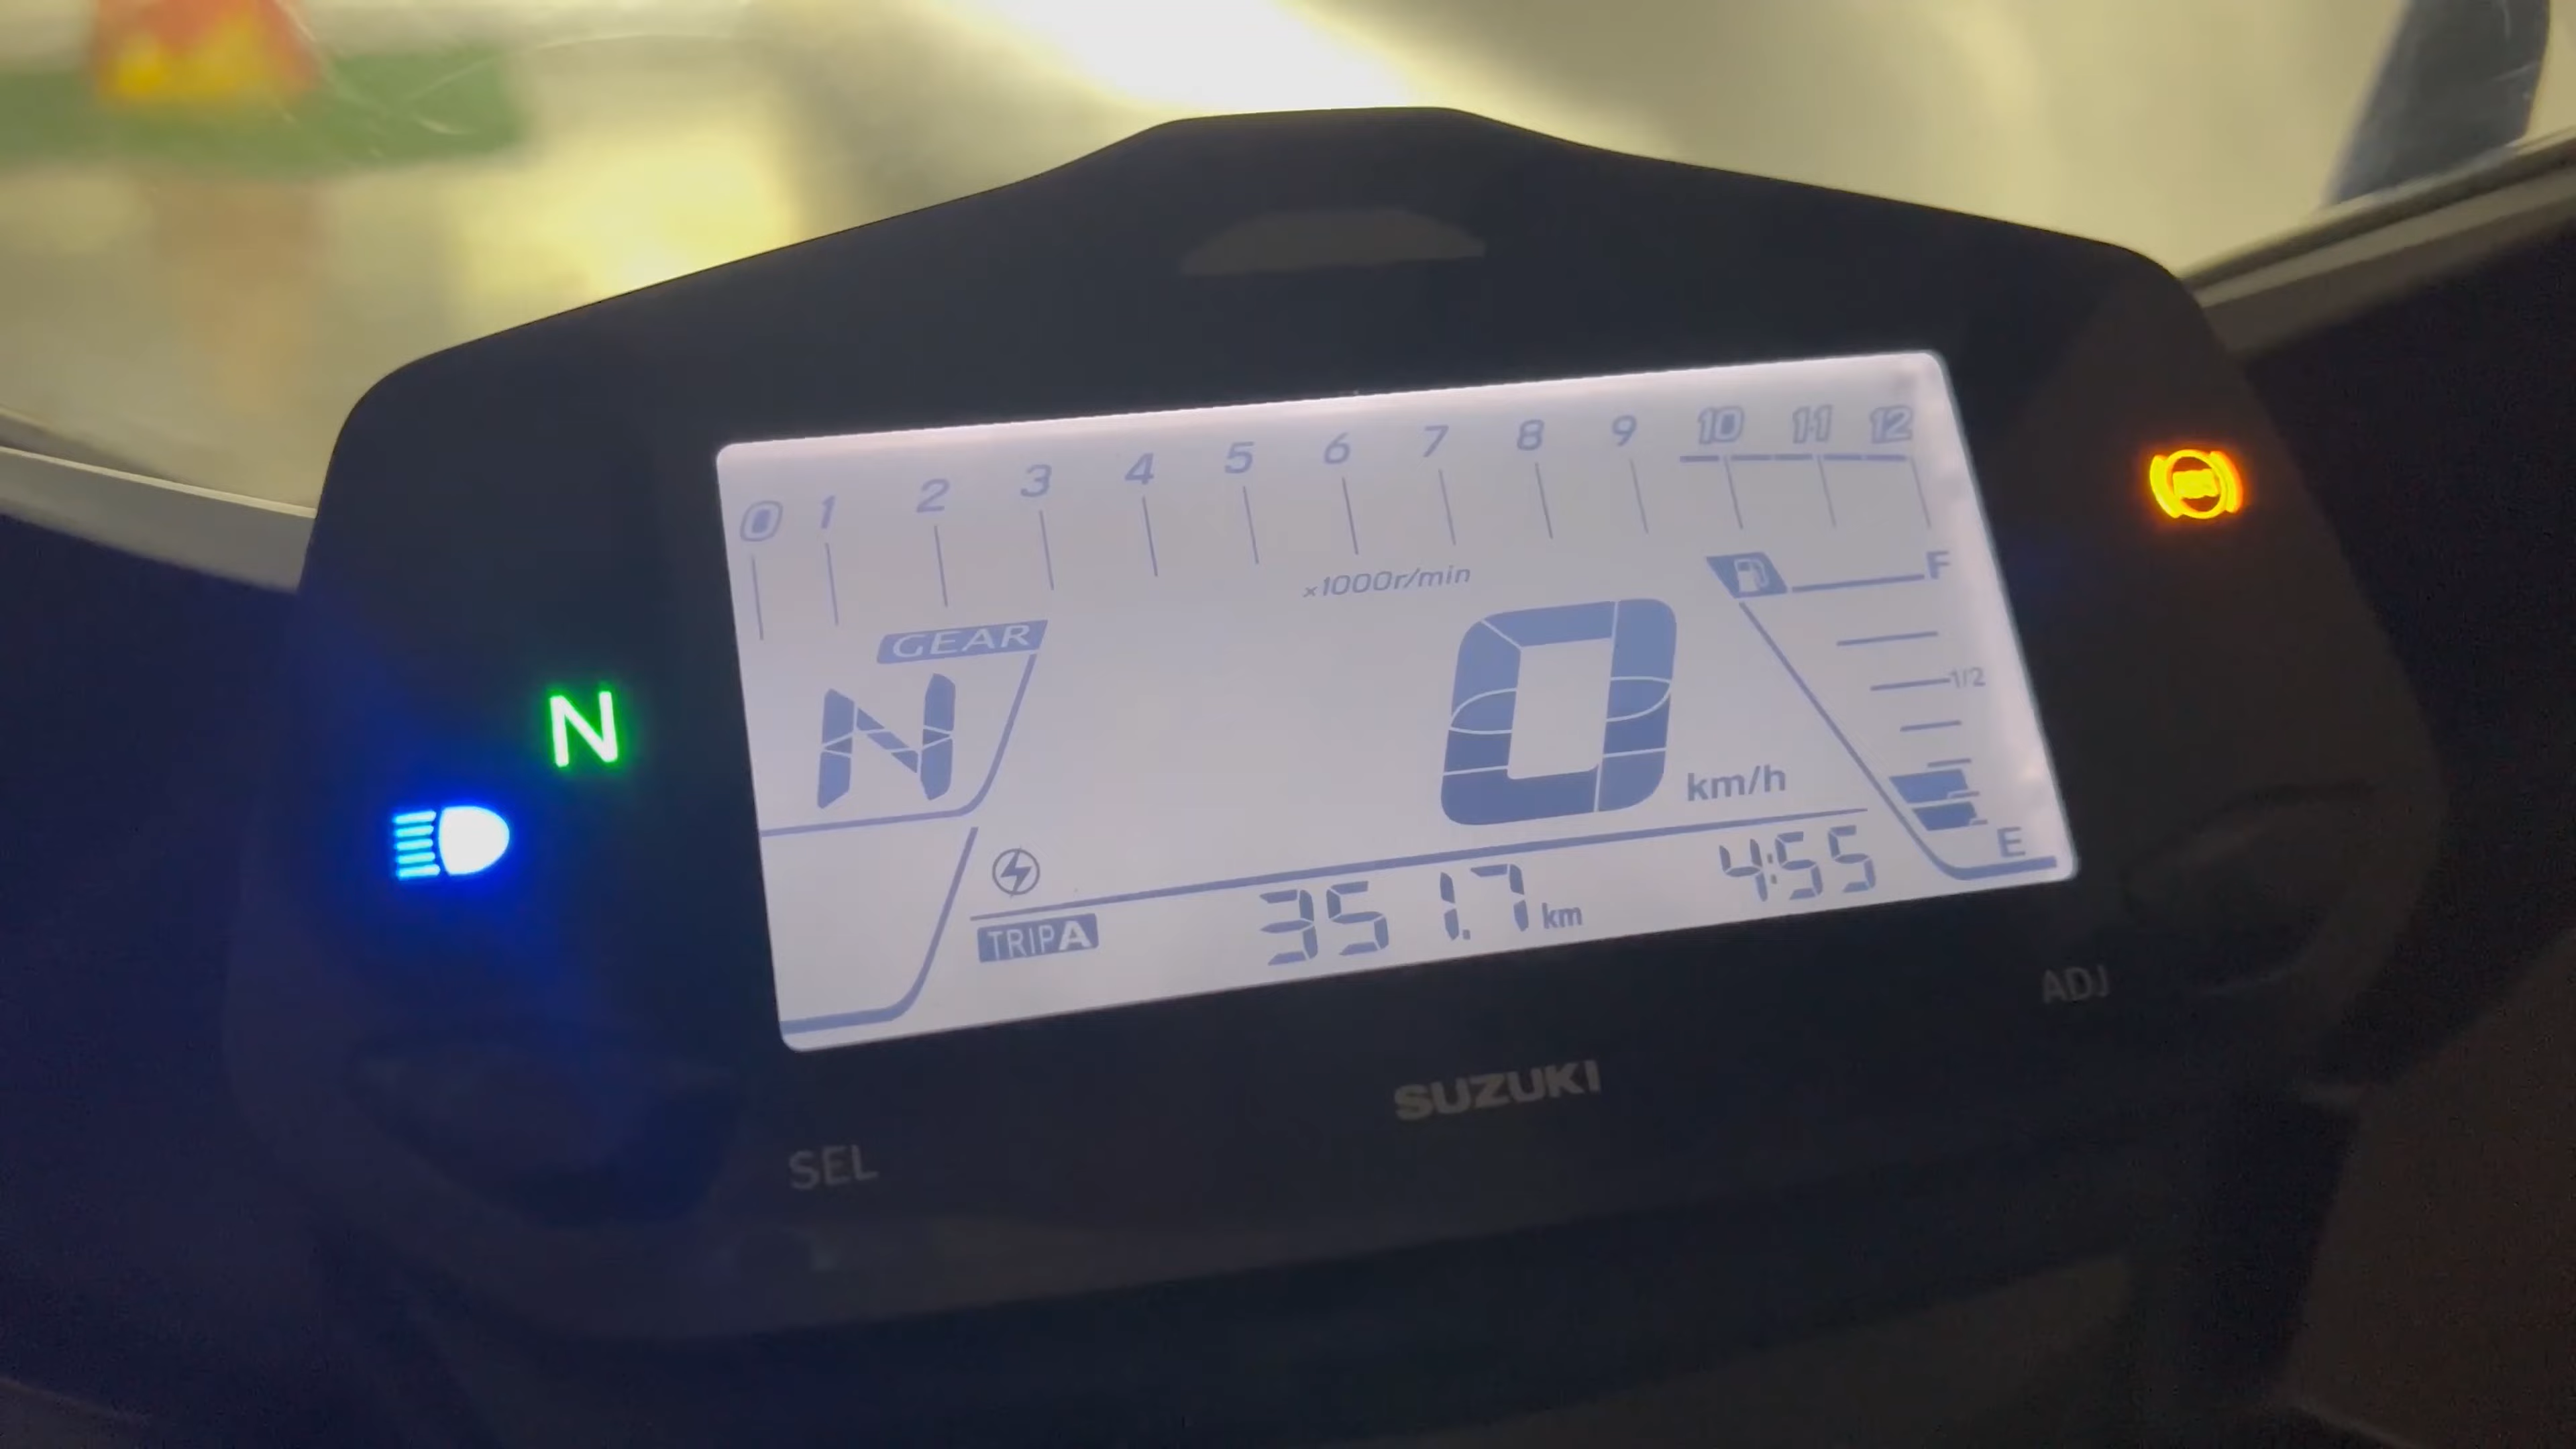 0 1 2 3 4 5 6 7 8 9 10 11 12
×1000r/min
F
GEAR
1/2
N
N
0 km/h
E
TRIP A 351.7 km 4:55
ADJ
SUZUKI
SEL